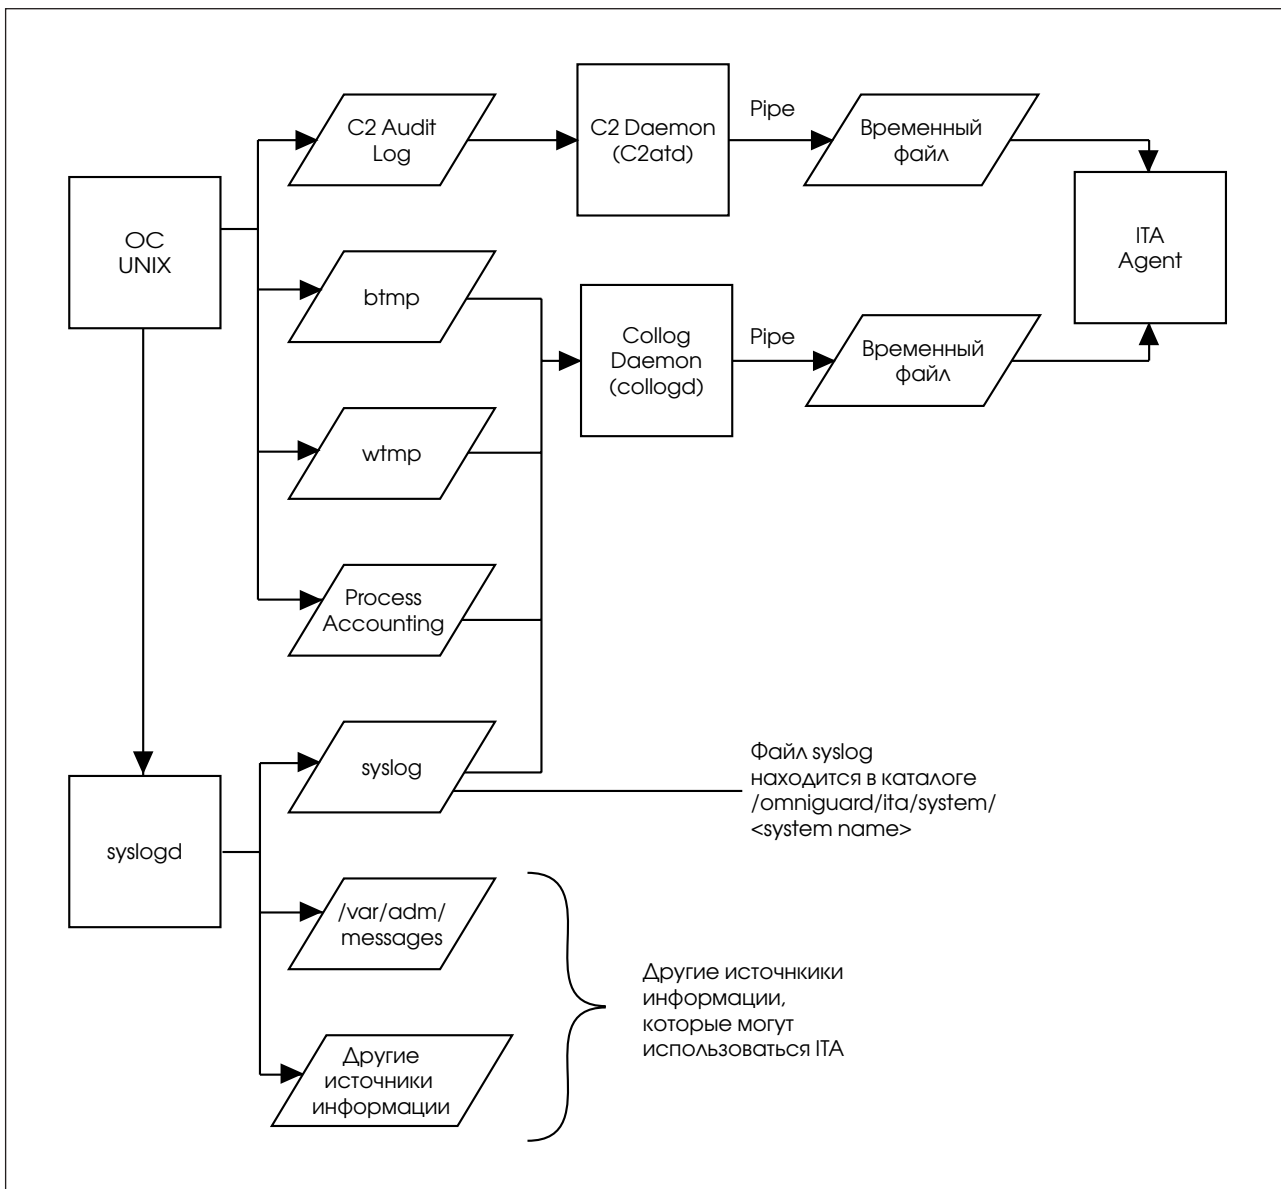 C2 Audit
Log
C2 Daemon
(C2atd)
Pipe
Временный
файл
ОС
UNIX
ITA
Agent
btmp
Collog
Daemon
(collogd)
Pipe
Временный
файл
wtmp
Process
Accounting
syslog
Файл syslog
находится в каталоге
/omniguard/ita/system/
<system name>
syslogd
/var/adm/
messages
Другие источнкики
информации,
которые могут
использоваться ITA
Другие
источники
информации